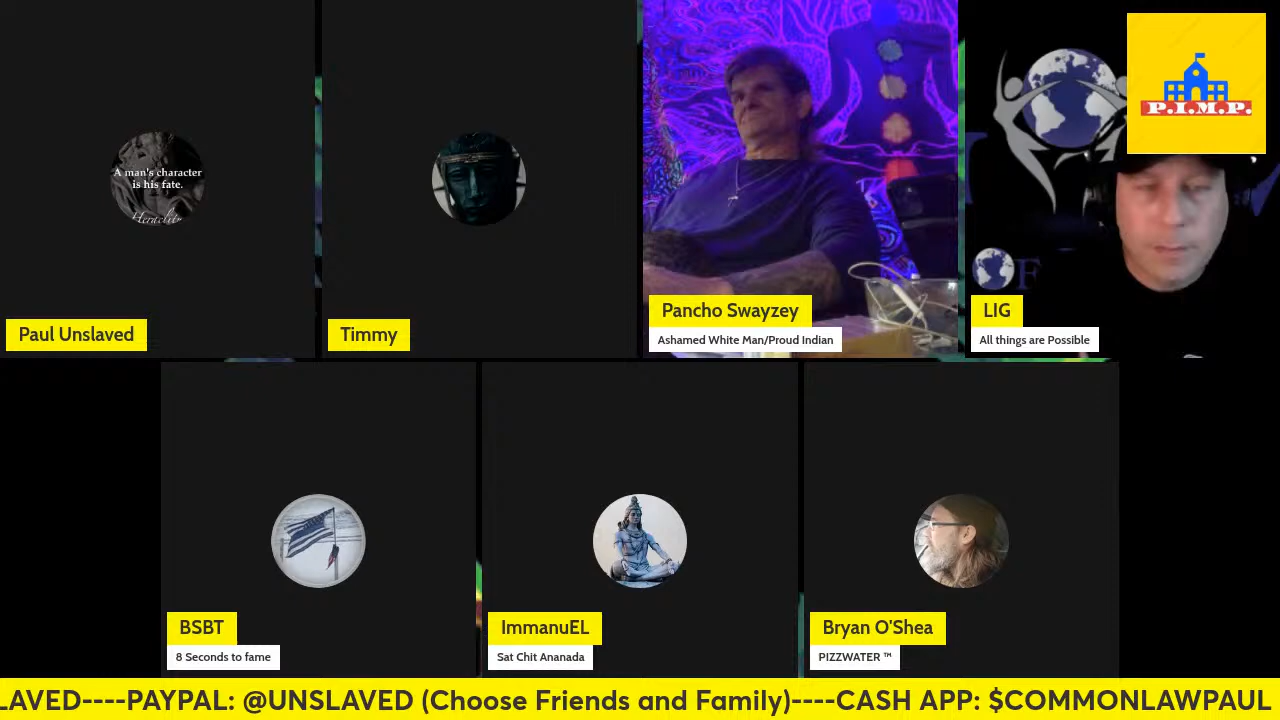 A man's character
is his fate.
Paul Unslaved
Timmy
Pancho Swayzey
Ashamed White Man/Proud Indian
P.I.M.P.
LIG
All things are Possible
BSBT
8 Seconds to fame
ImmanuEL
Sat Chit Ananada
Bryan O'Shea
PIZZWATER ™
LAVED----PAYPAL: @UNSLAVED (Choose Friends and Family)----CASH APP: $COMMONLAWPAUL